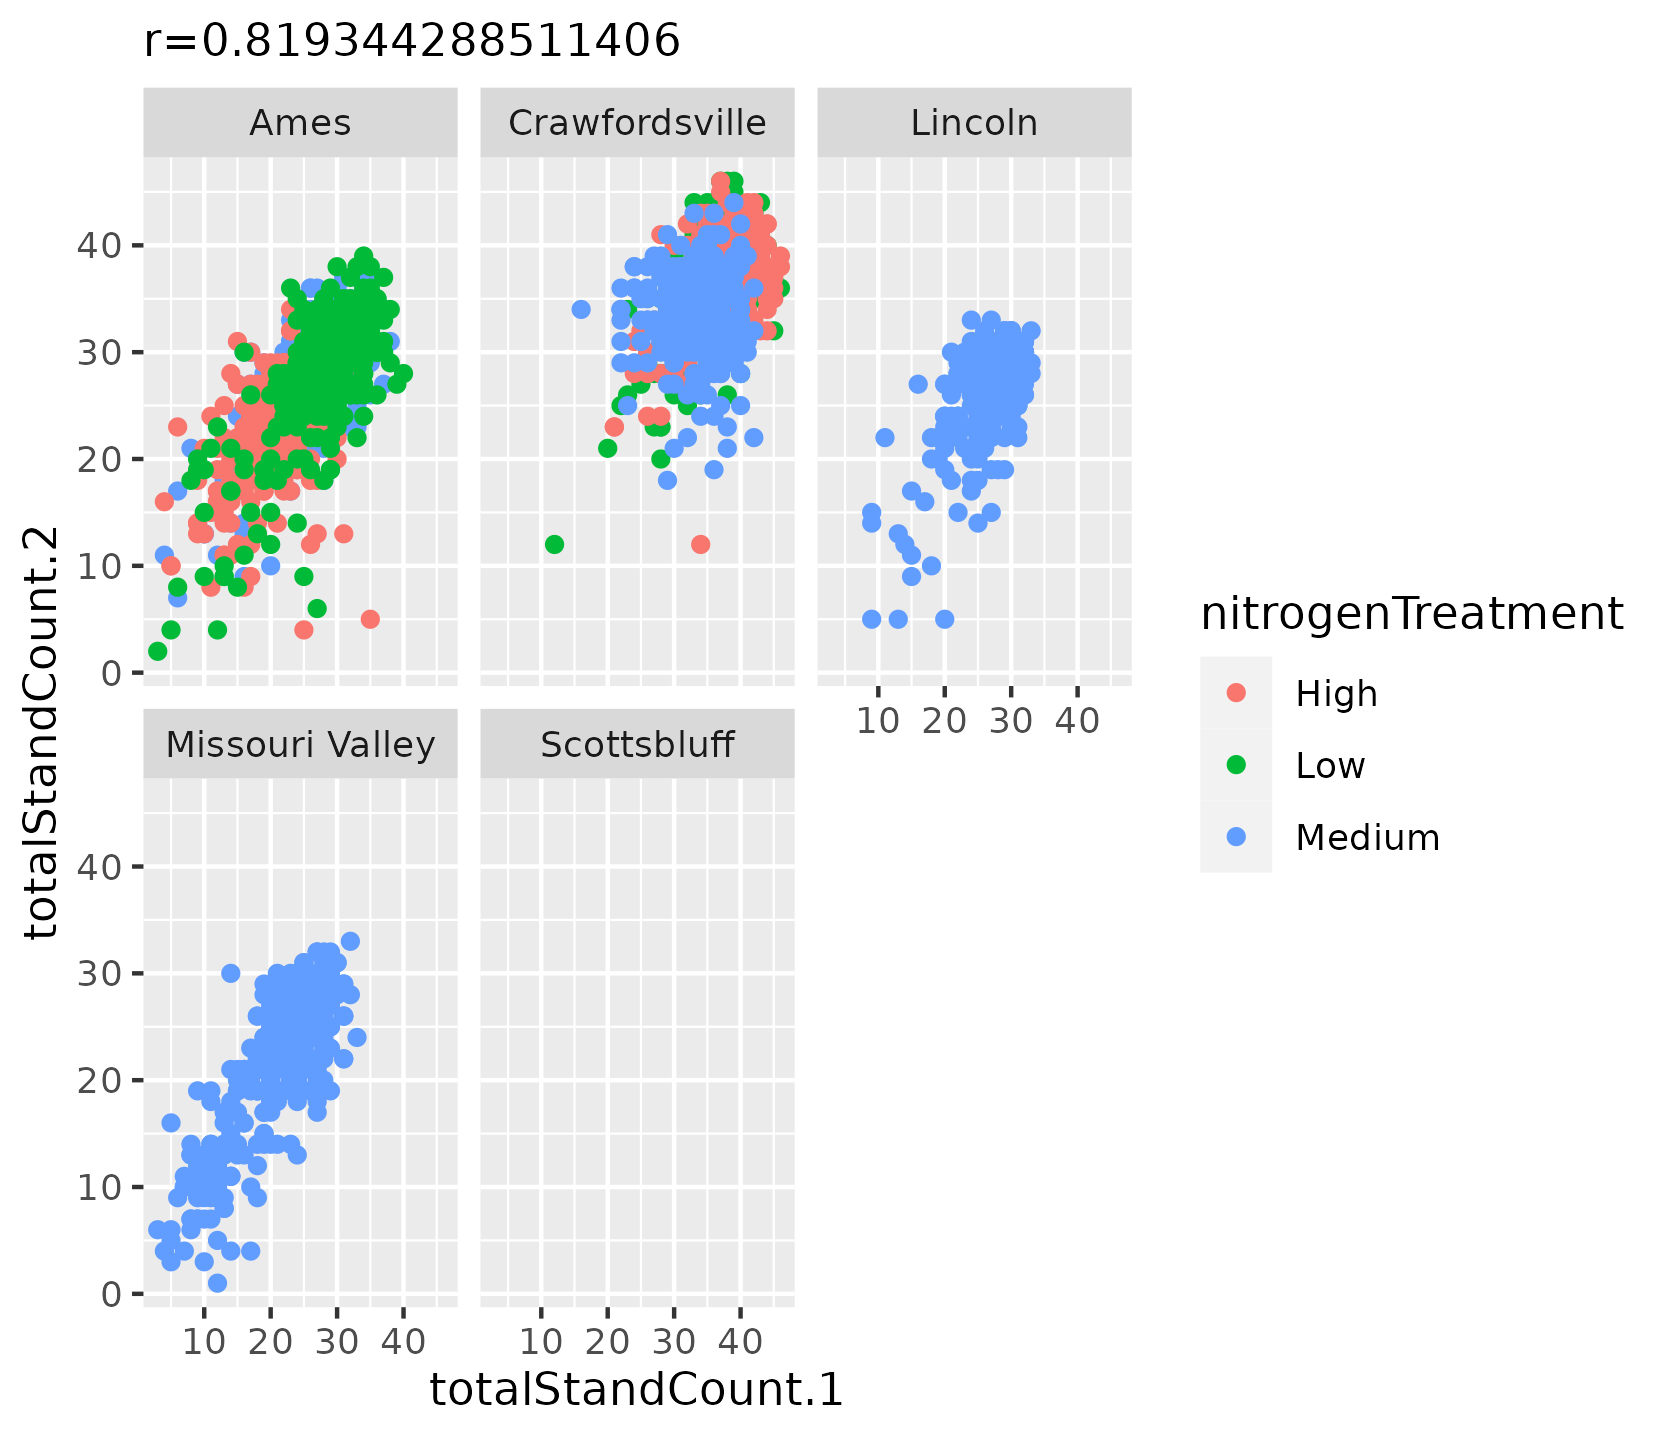 r=0.819344288511406
Ames
Crawfordsville
Lincoln
40
30
20
10
0
10 20 30 40
Missouri Valley
Scottsbluff
40
30
20
10
0
10 20 30 40
10 20 30 40
totalStandCount.1
totalStandCount.2
nitrogenTreatment
High
Low
Medium